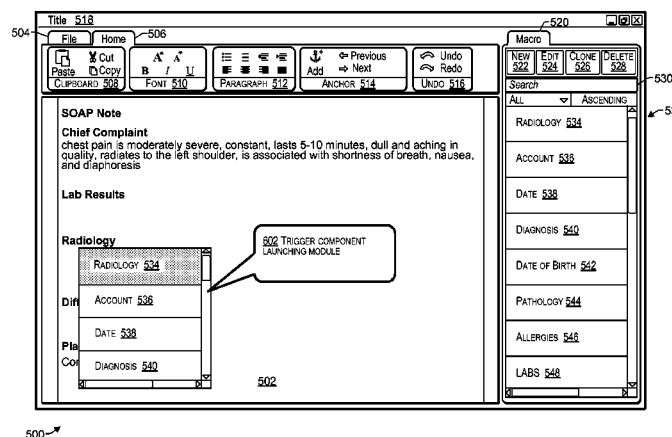 Title 518
504
File
Home
506
520
Macro
Paste
Cut
Copy
CLIPBOARD 508
A A
B I U
FONT 510
PARAGRAPH 512
Add
Previous
Next
ANCHOR 514
Undo
Redo
UNDO 516
NEW 522
EDIT 524
CLONE 526
DELETE 528
530
Search
ALL
ASCENDING
RADIOLOGY 534
ACCOUNT 536
DATE 538
DIAGNOSIS 540
DATE OF BIRTH 542
PATHOLOGY 544
ALLERGIES 546
LABS 548
SOAP Note
Chief Complaint
chest pain is moderately severe, constant, lasts 5-10 minutes, dull and aching in
quality, radiates to the left shoulder, is associated with shortness of breath, nausea,
and diaphoresis
Lab Results
Radiology
RADIOLOGY 534
602 TRIGGER COMPONENT
LAUNCHING MODULE
Diff
ACCOUNT 536
DATE 538
Pla
Cor
DIAGNOSIS 540
502
500